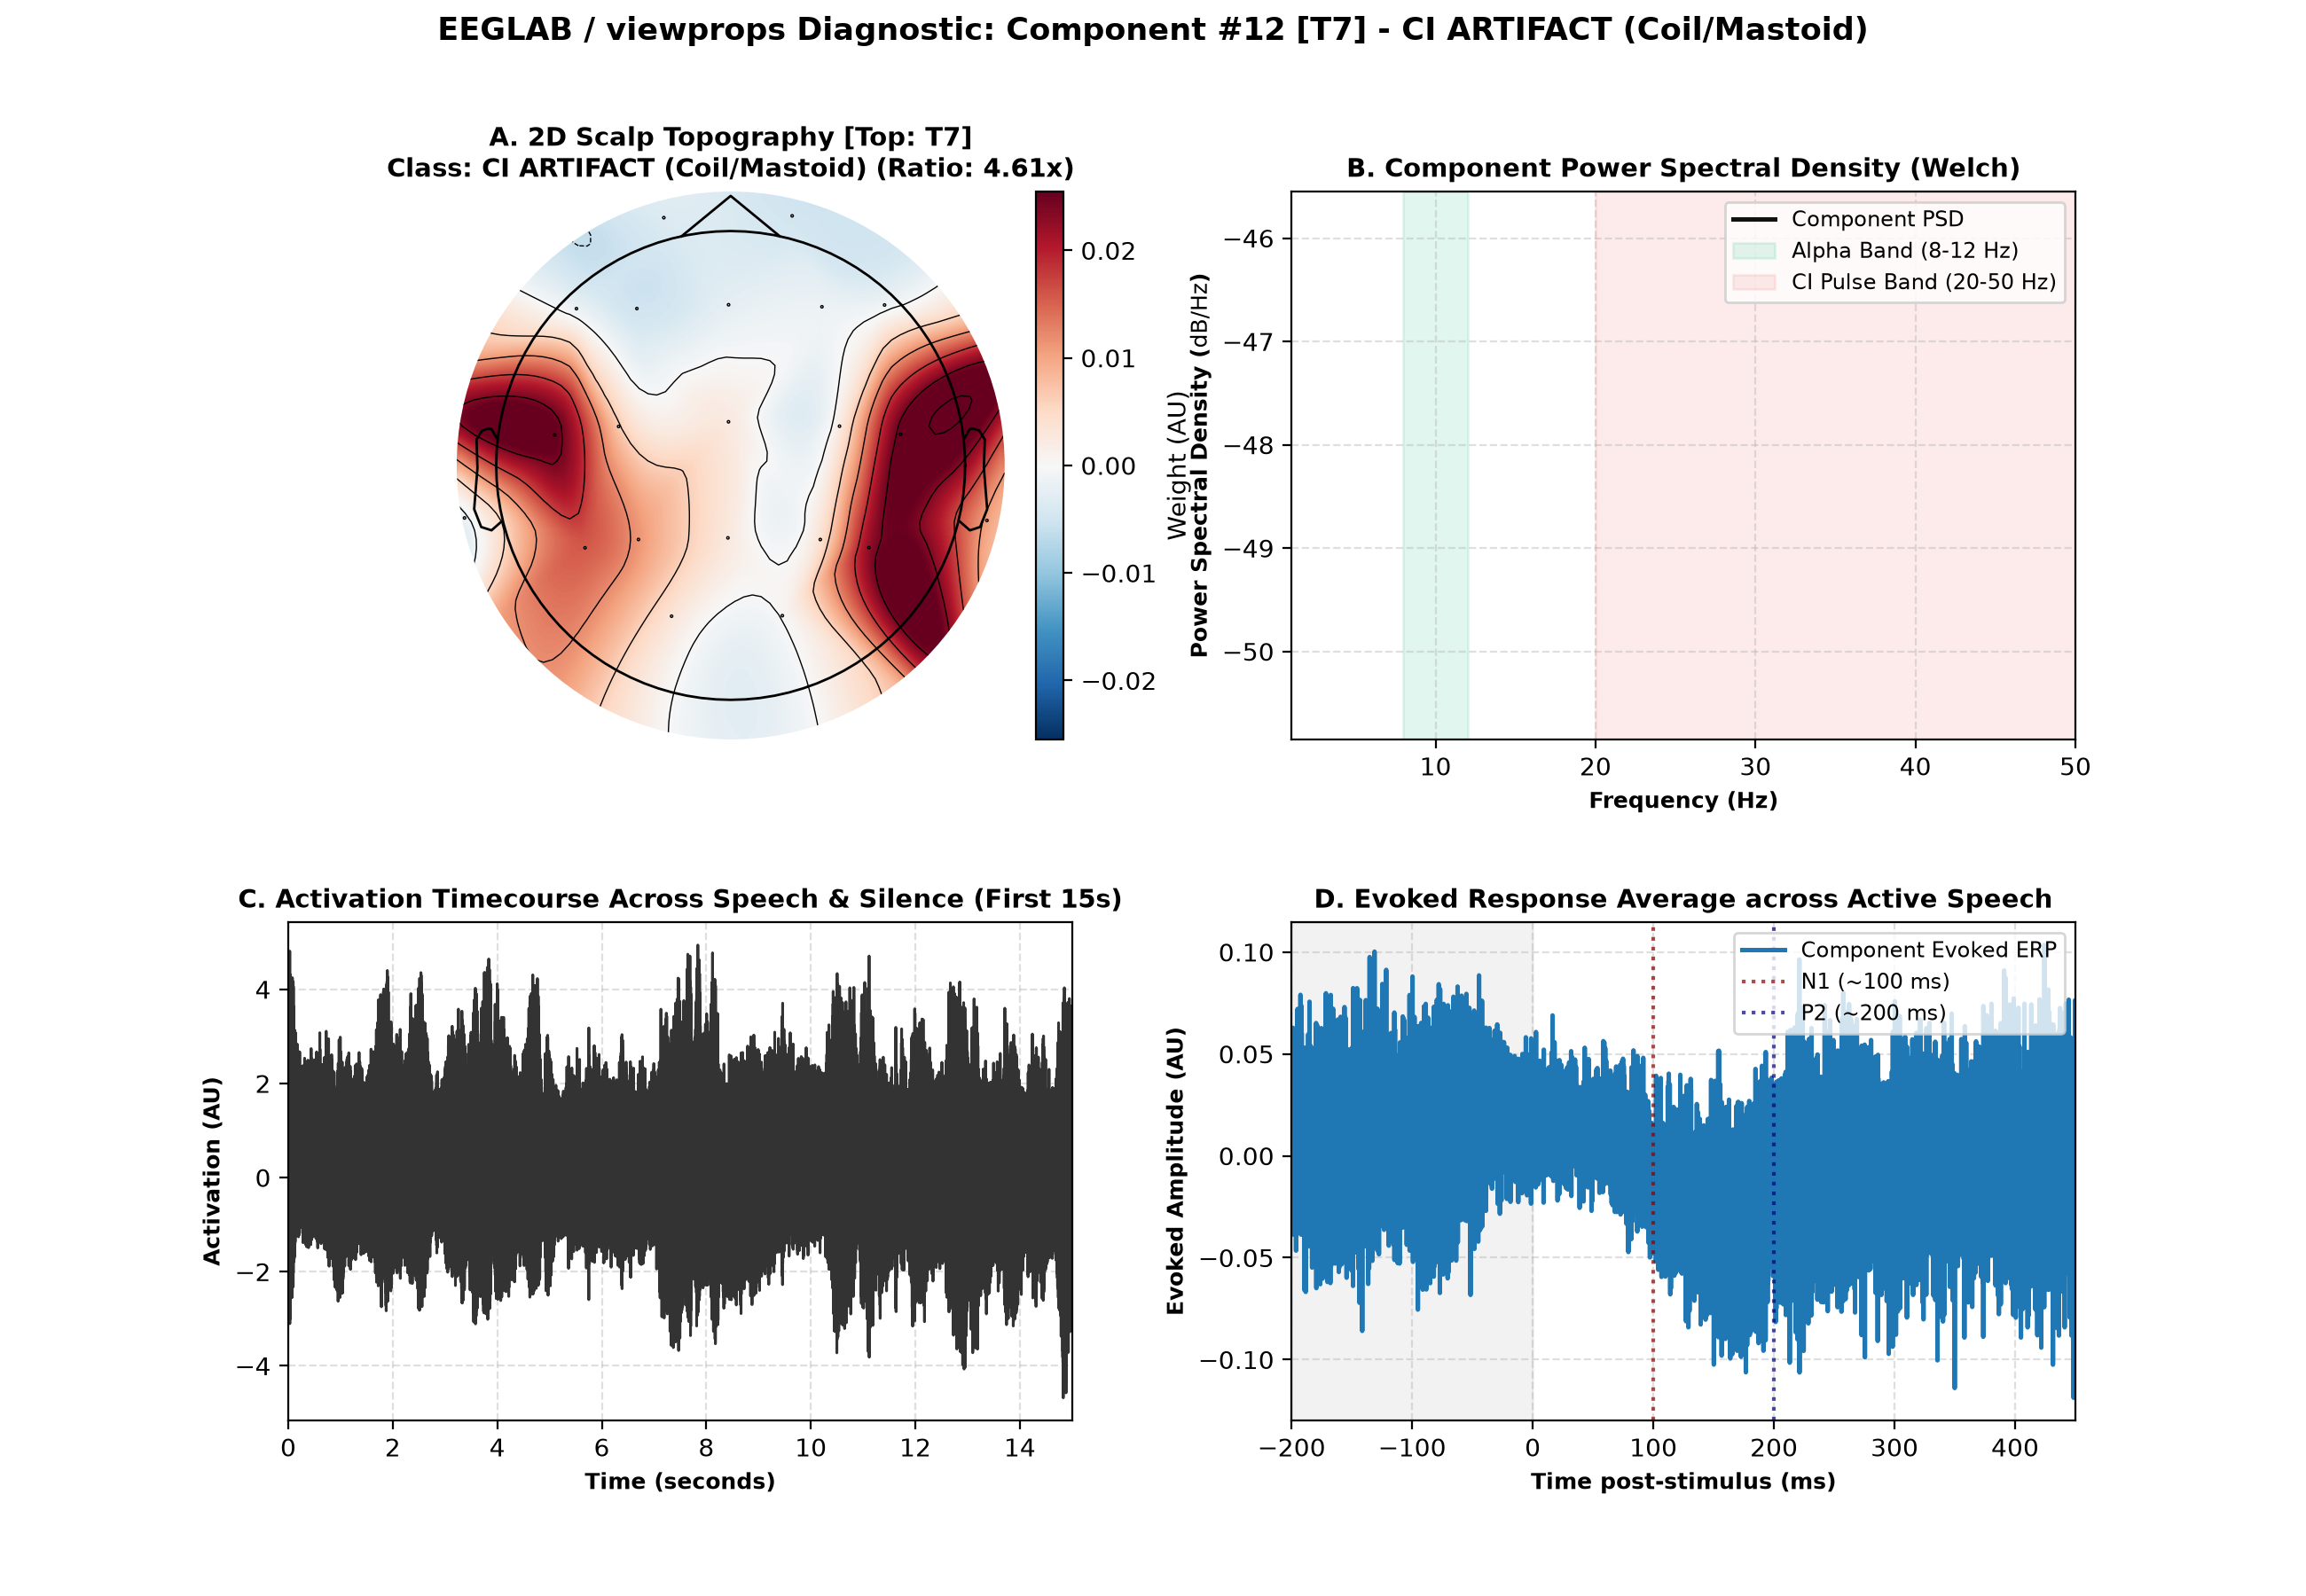 EEGLAB / viewprops Diagnostic: Component #12 [T7] - CI ARTIFACT (Coil/Mastoid)
A. 2D Scalp Topography [Top: T7]
Class: CI ARTIFACT (Coil/Mastoid) (Ratio: 4.61x)
0.02
0.01
0.00
−0.01
−0.02
Weight (AU)
B. Component Power Spectral Density (Welch)
Component PSD
Alpha Band (8-12 Hz)
CI Pulse Band (20-50 Hz)
Power Spectral Density (dB/Hz)
−46
−47
−48
−49
−50
10 20 30 40 50
Frequency (Hz)
C. Activation Timecourse Across Speech & Silence (First 15s)
Activation (AU)
4
2
0
−2
−4
0 2 4 6 8 10 12 14
Time (seconds)
D. Evoked Response Average across Active Speech
Component Evoked ERP
N1 (~100 ms)
P2 (~200 ms)
Evoked Amplitude (AU)
0.10
0.05
0.00
−0.05
−0.10
−200 −100 0 100 200 300 400
Time post-stimulus (ms)